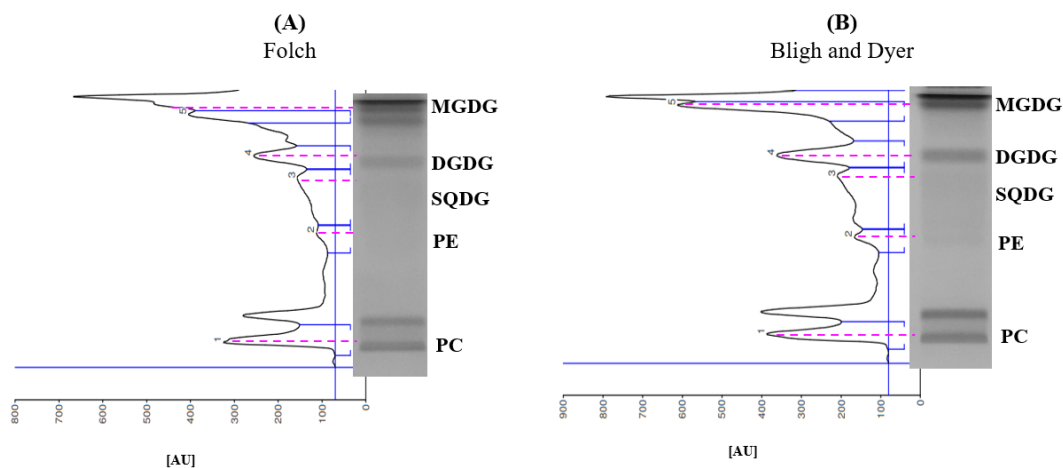 (A)
Folch
MGDG
DGDG
SQDG
PE
PC
5
4
3
2
1
800 700 600 500 400 300 200 100 0
[AU]
(B)
Bligh and Dyer
MGDG
DGDG
SQDG
PE
PC
5
4
3
2
1
900 800 700 600 500 400 300 200 100 0
[AU]